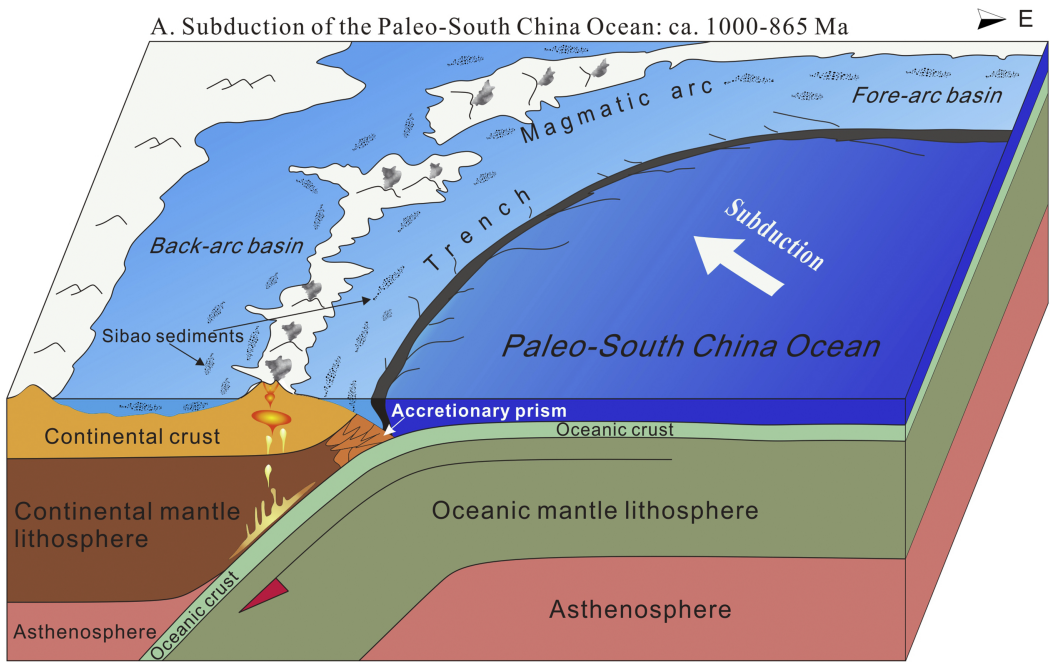 A. Subduction of the Paleo-South China Ocean: ca. 1000-865 Ma
E
Magmatic arc
Fore-arc basin
Trench
Subduction
Back-arc basin
Sibao sediments
Paleo-South China Ocean
Accretionary prism
Continental crust
Oceanic crust
Continental mantle
lithosphere
Oceanic mantle lithosphere
Oceanic crust
Asthenosphere
Asthenosphere